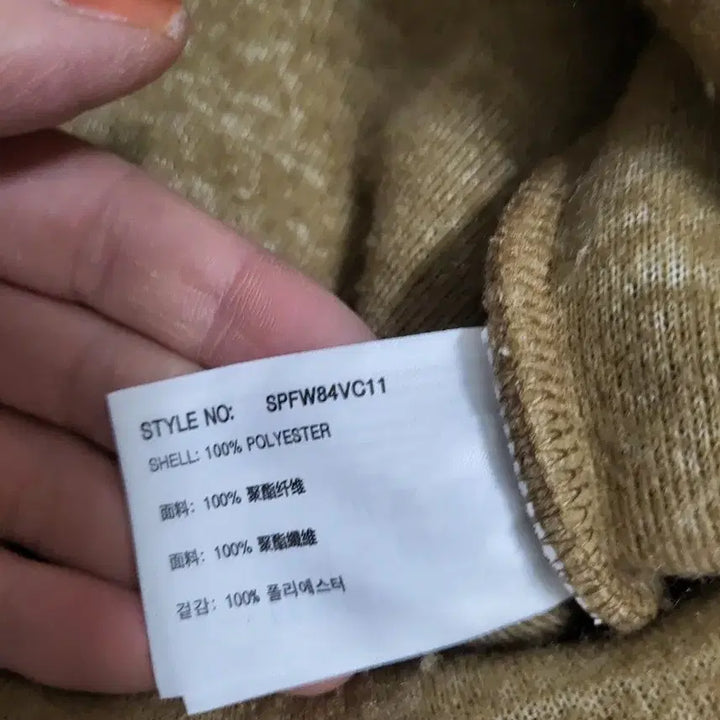 STYLE NO: SPFW84VC11
SHELL: 100% POLYESTER
面料: 100% 聚酯纤维
面料: 100% 聚酯纖維
겉감: 100% 폴리에스터